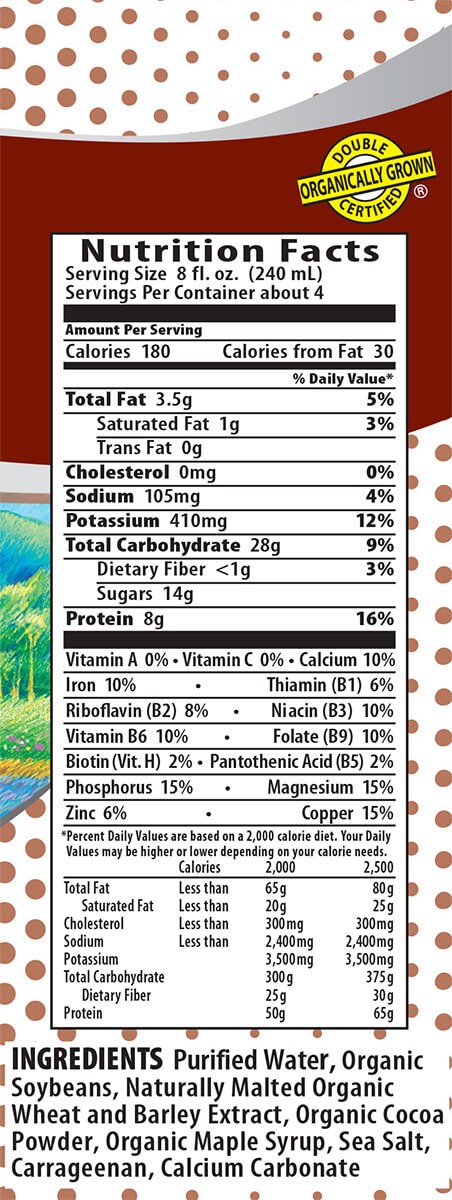 DOUBLE
ORGANICALLY GROWN
CERTIFIED
®
Nutrition Facts
Serving Size 8 fl. oz. (240 mL)
Servings Per Container about 4
Amount Per Serving
Calories 180 Calories from Fat 30
% Daily Value*
Total Fat 3.5g 5%
Saturated Fat 1g 3%
Trans Fat 0g
Cholesterol 0mg 0%
Sodium 105mg 4%
Potassium 410mg 12%
Total Carbohydrate 28g 9%
Dietary Fiber <1g 3%
Sugars 14g
Protein 8g 16%
Vitamin A 0% • Vitamin C 0% • Calcium 10%
Iron 10% • Thiamin (B1) 6%
Riboflavin (B2) 8% • Niacin (B3) 10%
Vitamin B6 10% • Folate (B9) 10%
Biotin (Vit. H) 2% • Pantothenic Acid (B5) 2%
Phosphorus 15% • Magnesium 15%
Zinc 6% • Copper 15%
*Percent Daily Values are based on a 2,000 calorie diet. Your Daily
Values may be higher or lower depending on your calorie needs.
Calories 2,000 2,500
Total Fat Less than 65g 80g
Saturated Fat Less than 20g 25g
Cholesterol Less than 300mg 300mg
Sodium Less than 2,400mg 2,400mg
Potassium 3,500mg 3,500mg
Total Carbohydrate 300g 375g
Dietary Fiber 25g 30g
Protein 50g 65g
INGREDIENTS Purified Water, Organic
Soybeans, Naturally Malted Organic
Wheat and Barley Extract, Organic Cocoa
Powder, Organic Maple Syrup, Sea Salt,
Carrageenan, Calcium Carbonate